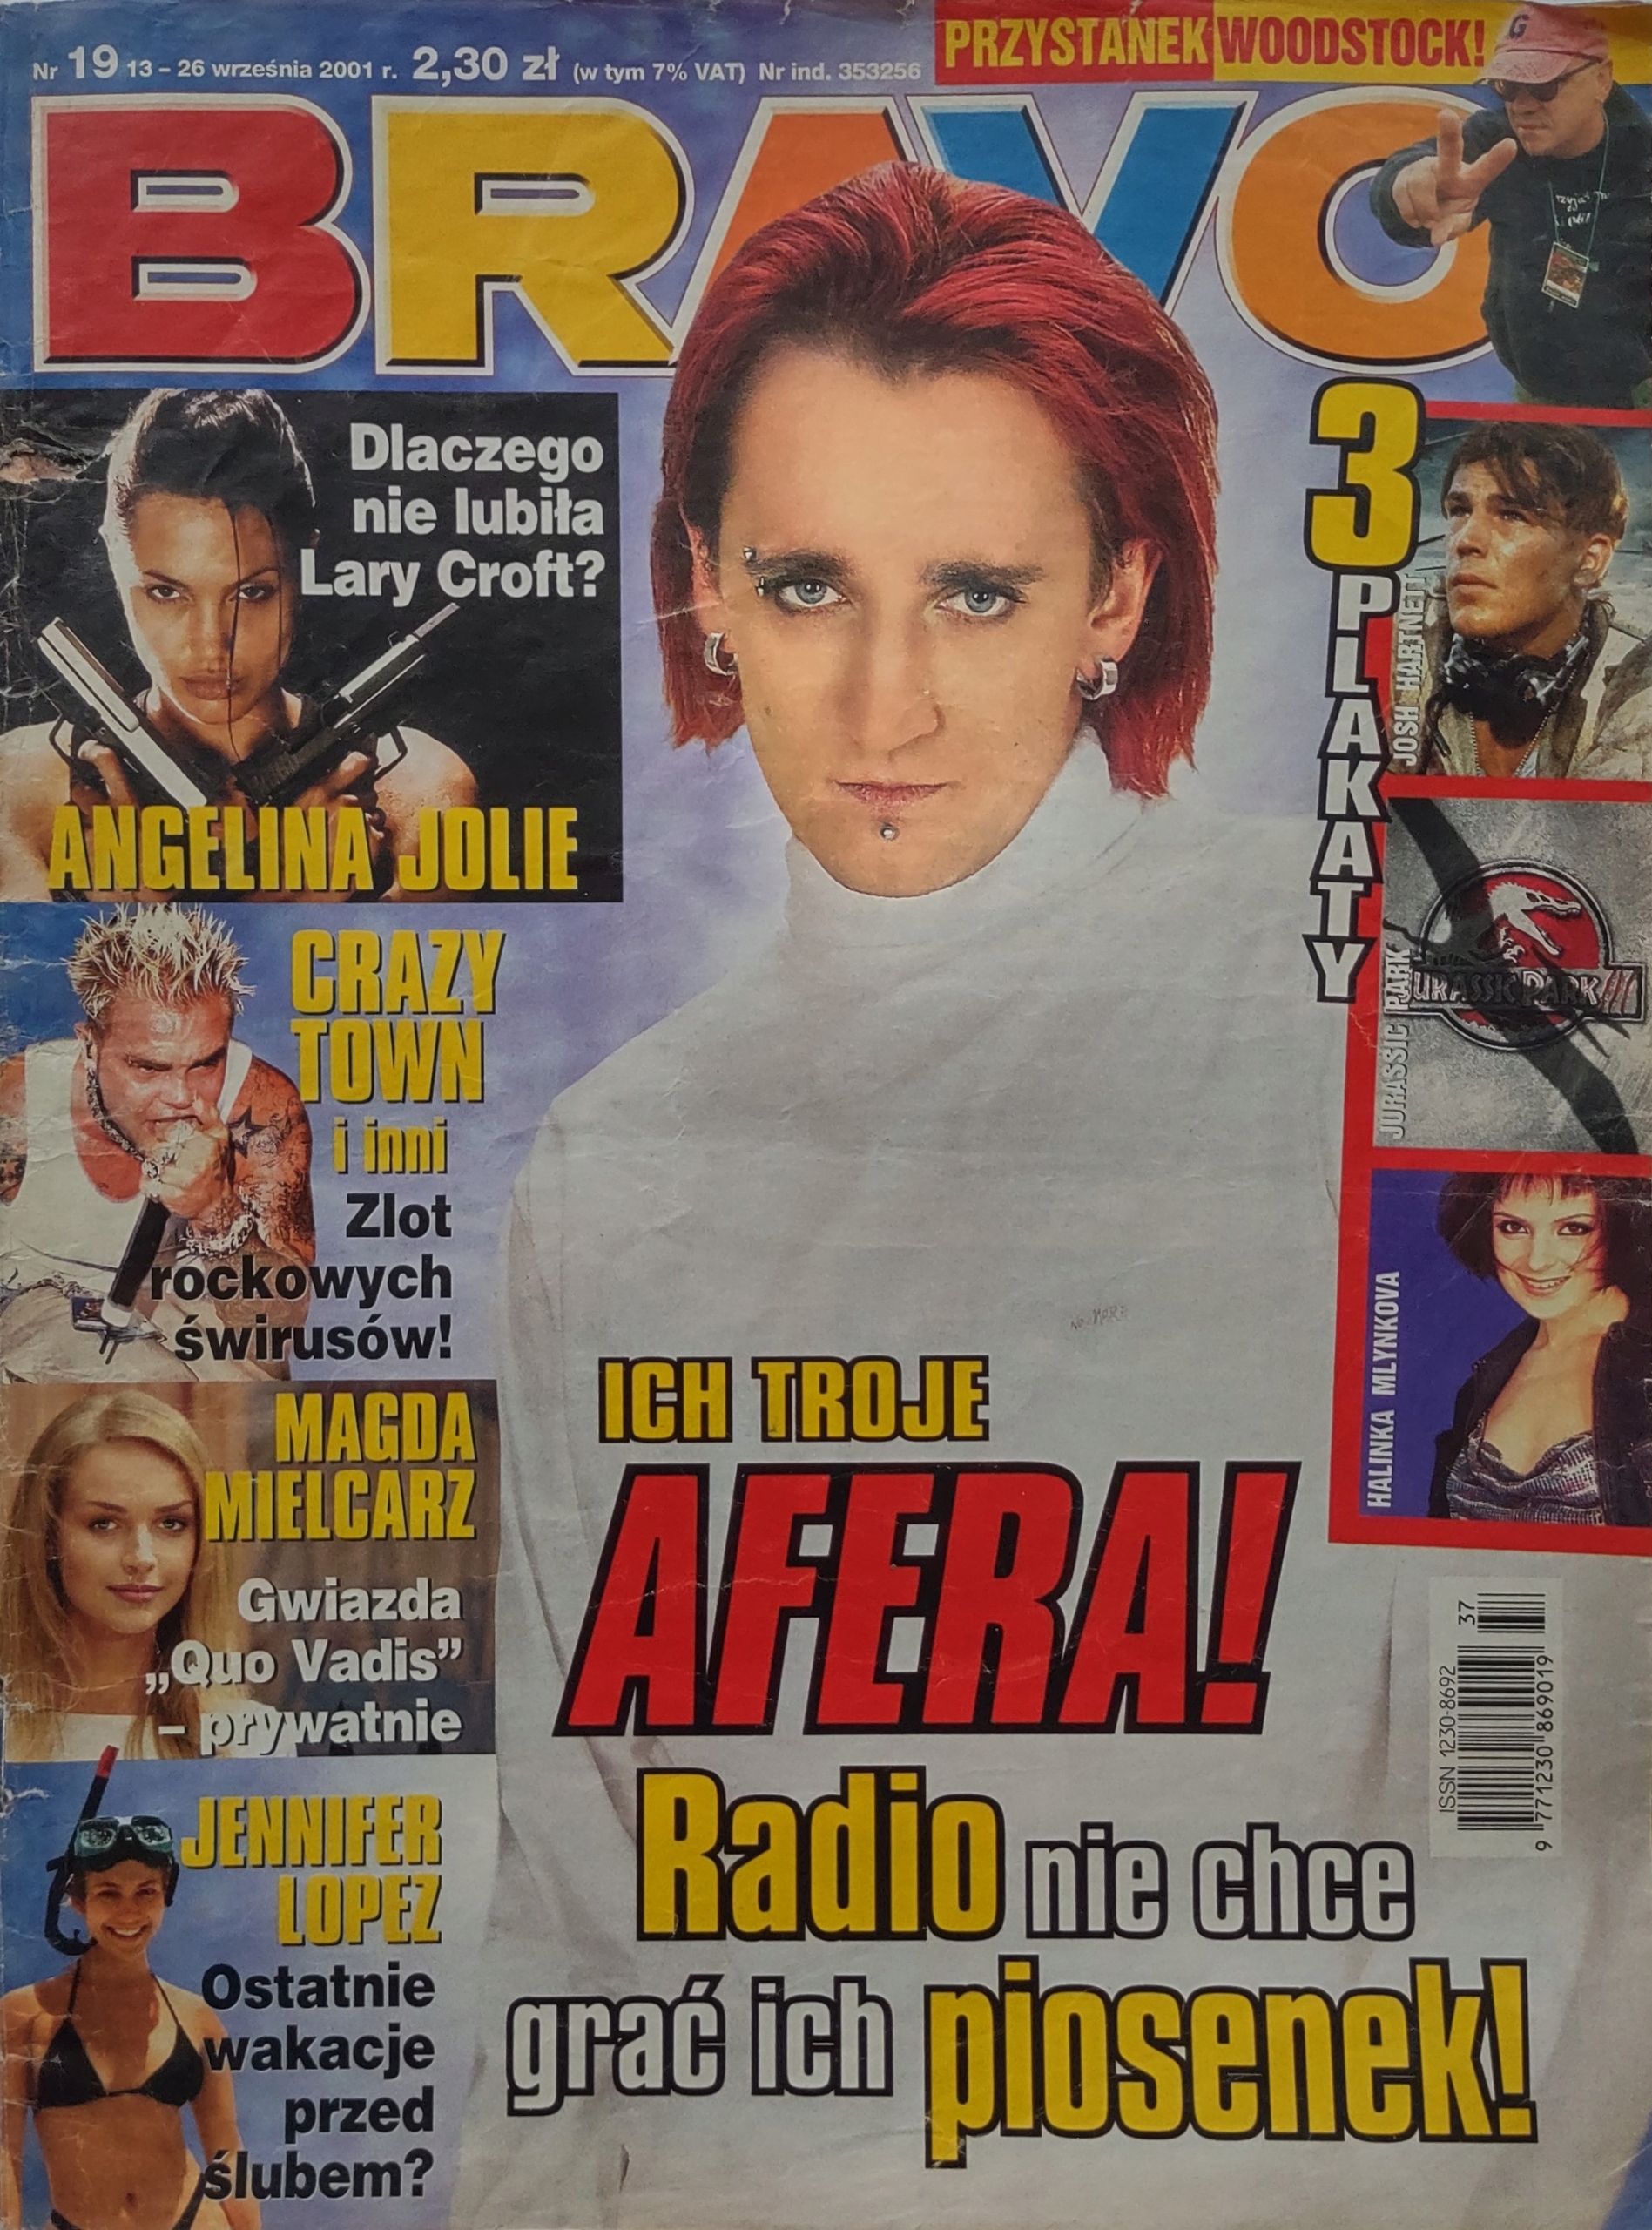 Nr 19 13 – 26 września 2001 r. 2,30 zł (w tym 7% VAT) Nr ind. 353256
PRZYSTANEK WOODSTOCK!
G
BRAVO
Dlaczego
nie lubiła
Lary Croft?
ANGELINA JOLIE
CRAZY
TOWN
i inni
Zlot
rockowych
świrusów!
MAGDA
MIELCARZ
Gwiazda
„Quo Vadis”
– prywatnie
JENNIFER
LOPEZ
Ostatnie
wakacje
przed
ślubem?
3
PLAKATY
JOSH HARTNETT
JURASSIC PARK
JURASSIC PARK III
HALINKA MLYNKOVA
ICH TROJE
AFERA!
Radio nie chce
grać ich piosenek!
ISSN 1230-8692
37
9 771230 869019